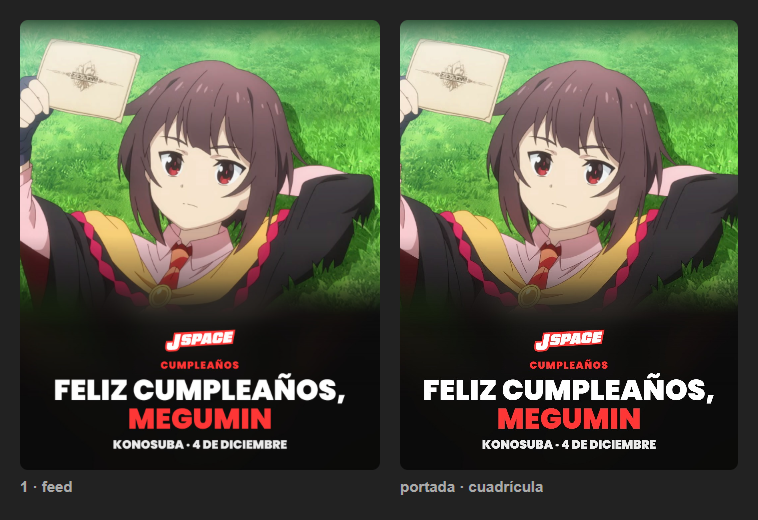 JSPACE
CUMPLEAÑOS
FELIZ CUMPLEAÑOS,
MEGUMIN
KONOSUBA · 4 DE DICIEMBRE
1 · feed
JSPACE
CUMPLEAÑOS
FELIZ CUMPLEAÑOS,
MEGUMIN
KONOSUBA · 4 DE DICIEMBRE
portada · cuadrícula